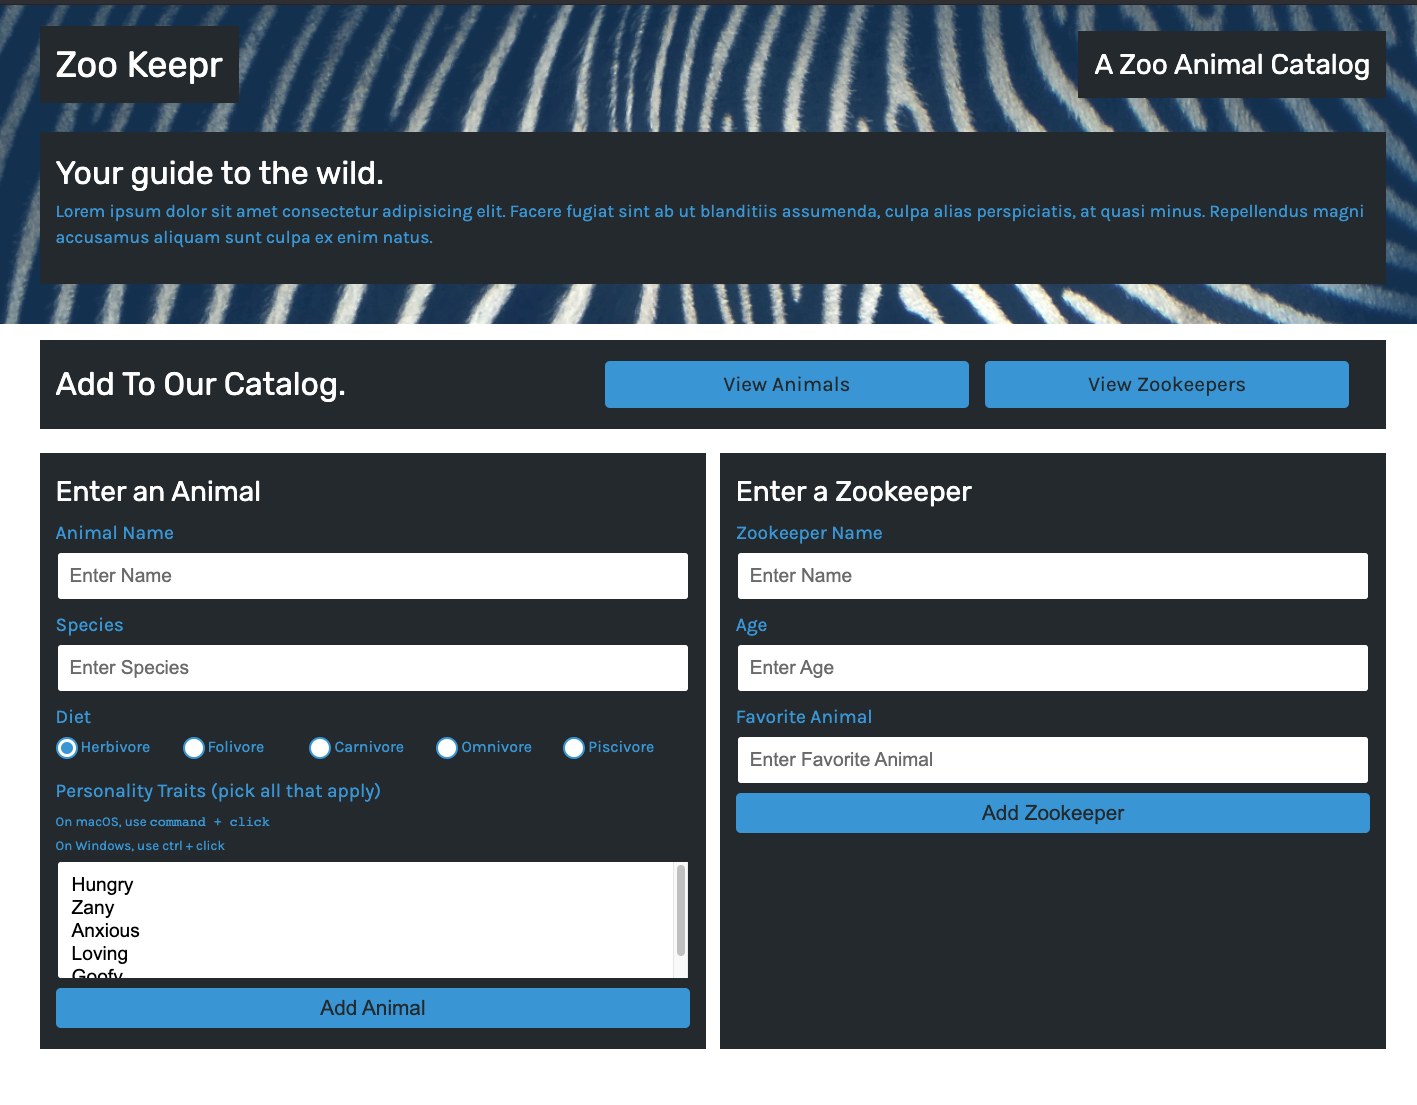 Zoo Keepr
A Zoo Animal Catalog
Your guide to the wild.
Lorem ipsum dolor sit amet consectetur adipisicing elit. Facere fugiat sint ab ut blanditiis assumenda, culpa alias perspiciatis, at quasi minus. Repellendus magni
accusamus aliquam sunt culpa ex enim natus.
Add To Our Catalog.
View Animals
View Zookeepers
Enter an Animal
Animal Name
Enter Name
Species
Enter Species
Diet
Herbivore Folivore Carnivore Omnivore Piscivore
Personality Traits (pick all that apply)
On macOS, use command + click
On Windows, use ctrl + click
Hungry
Zany
Anxious
Loving
Goofy
Add Animal
Enter a Zookeeper
Zookeeper Name
Enter Name
Age
Enter Age
Favorite Animal
Enter Favorite Animal
Add Zookeeper